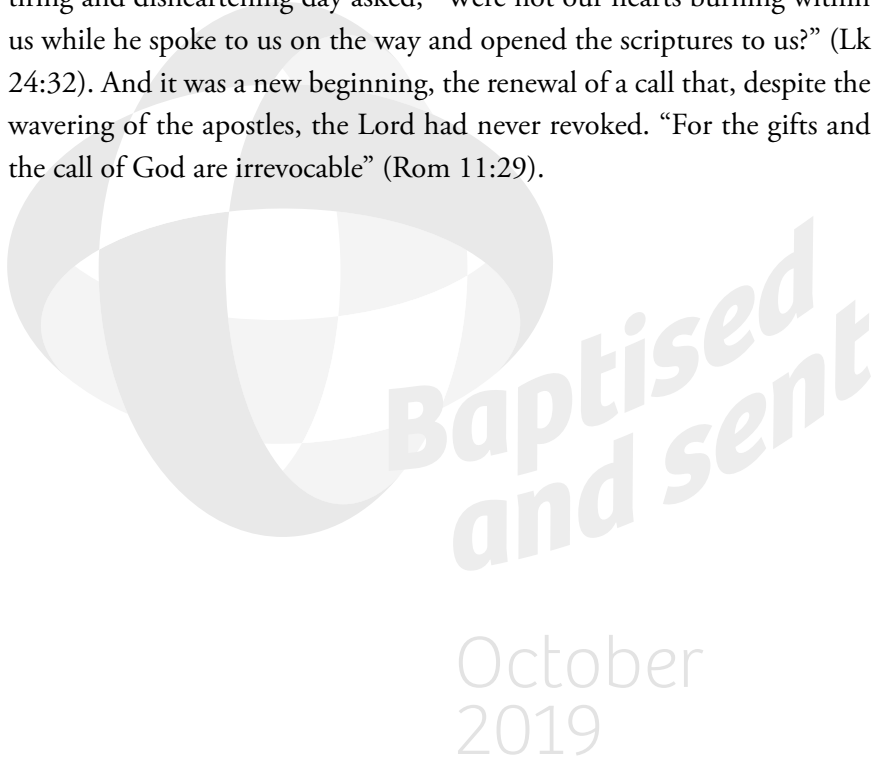 tiring and disheartening day asked, “Were not our hearts burning within
us while he spoke to us on the way and opened the scriptures to us?” (Lk
24:32). And it was a new beginning, the renewal of a call that, despite the
wavering of the apostles, the Lord had never revoked. “For the gifts and
the call of God are irrevocable” (Rom 11:29).
Baptised
and sent
October
2019